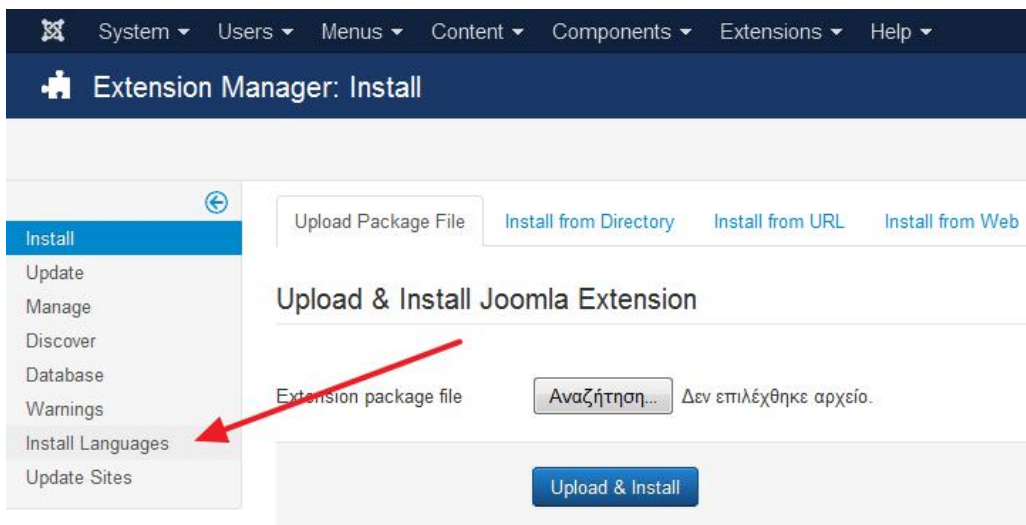 System Users Menus Content Components Extensions Help
Extension Manager: Install
Upload Package File Install from Directory Install from URL Install from Web
Install
Update
Manage
Discover
Database
Warnings
Install Languages
Update Sites
Upload & Install Joomla Extension
Extension package file Αναζήτηση... Δεν επιλέχθηκε αρχείο.
Upload & Install